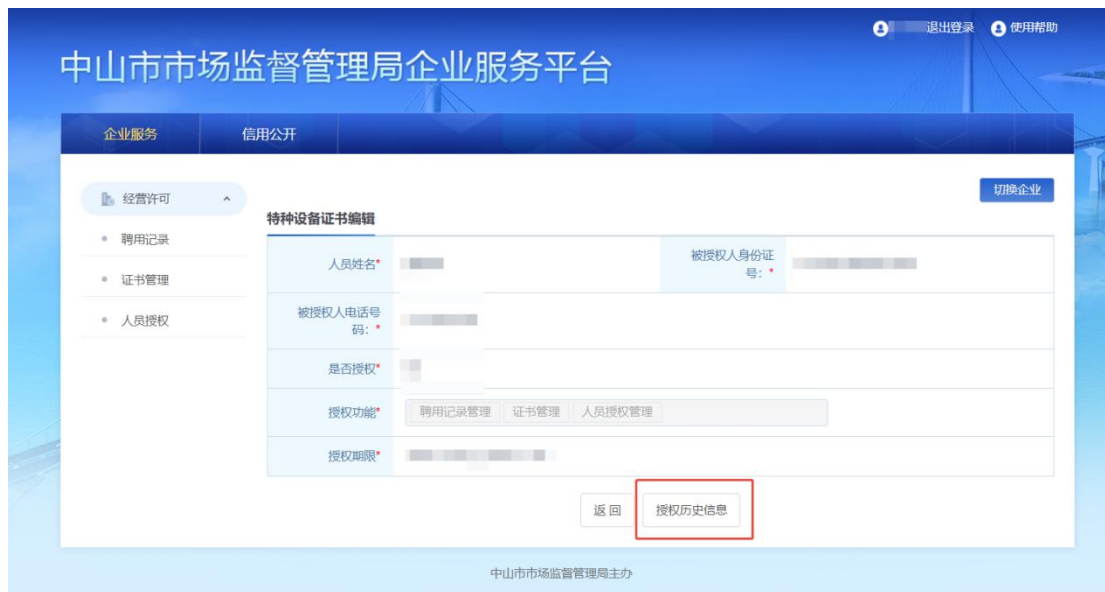 退出登录 使用帮助
中山市市场监督管理局企业服务平台
企业服务 信用公开
切换企业
经营许可
聘用记录
证书管理
人员授权
特种设备证书编辑
人员姓名*
被授权人身份证
号: *
被授权人电话号
码: *
是否授权*
授权功能* 聘用记录管理 证书管理 人员授权管理
授权期限*
返 回 授权历史信息
中山市市场监督管理局主办